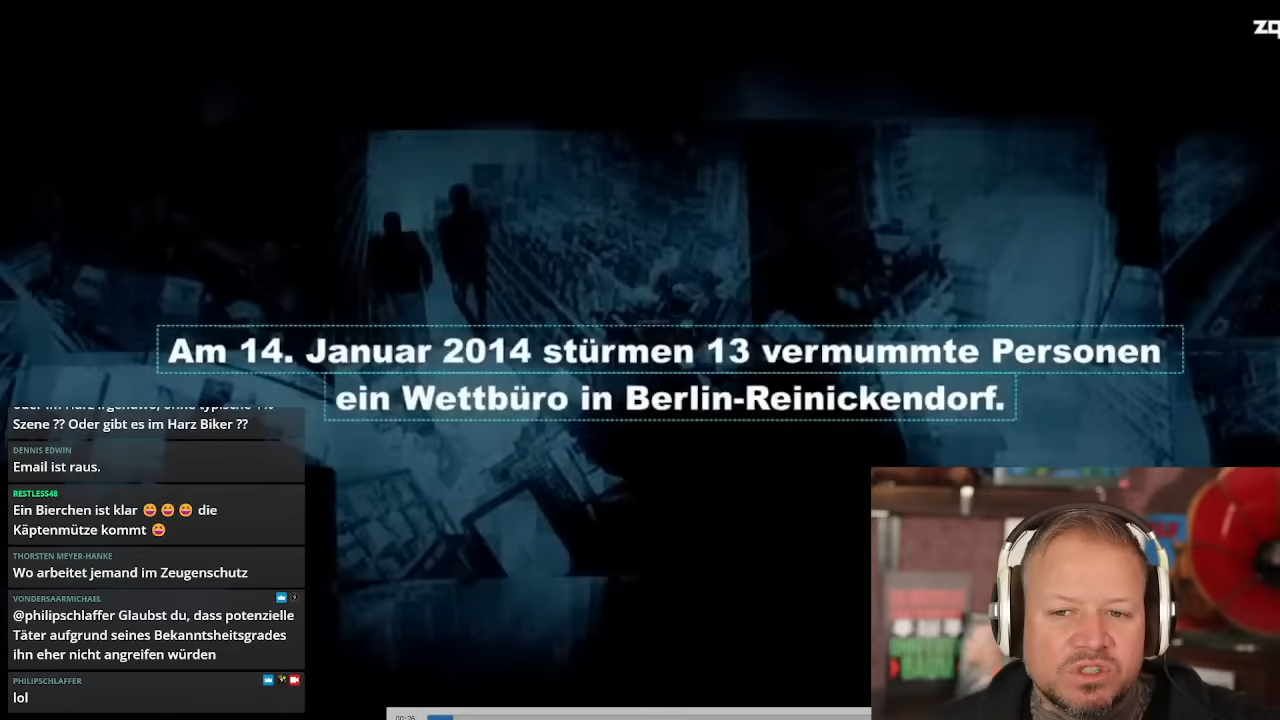 Am 14. Januar 2014 stürmen 13 vermummte Personen
ein Wettbüro in Berlin-Reinickendorf.
Szene ?? Oder gibt es im Harz Biker ??
DENNIS EDWIN
Email ist raus.
RESTLESS48
Ein Bierchen ist klar 😄 😄 😄 die
Käptenmütze kommt 😄
THORSTEN MEYER-HANKE
Wo arbeitet jemand im Zeugenschutz
VONDERSAARMICHAEL
@philipschlaffer Glaubst du, dass potenzielle
Täter aufgrund seines Bekanntsheitsgrades
ihn eher nicht angreifen würden
PHILIPSCHLAFFER
lol